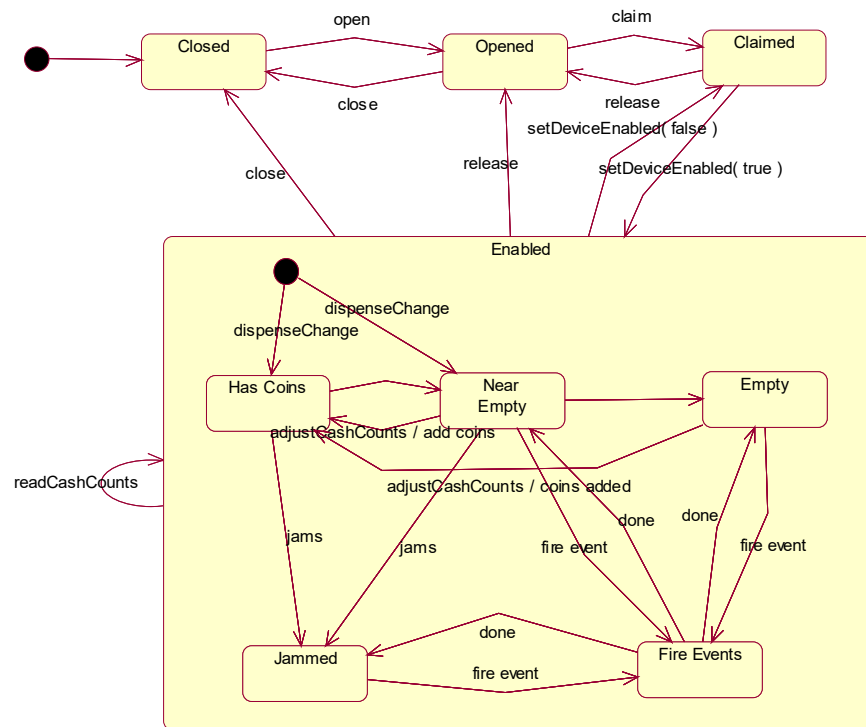 open
claim
Closed
Opened
Claimed
close
release
setDeviceEnabled( false )
release
setDeviceEnabled( true )
close
Enabled
dispenseChange
dispenseChange
Has Coins
Near
Empty
Empty
adjustCashCounts / add coins
readCashCounts
adjustCashCounts / coins added
done
done
jams
jams
fire event
fire event
done
Jammed
fire event
Fire Events